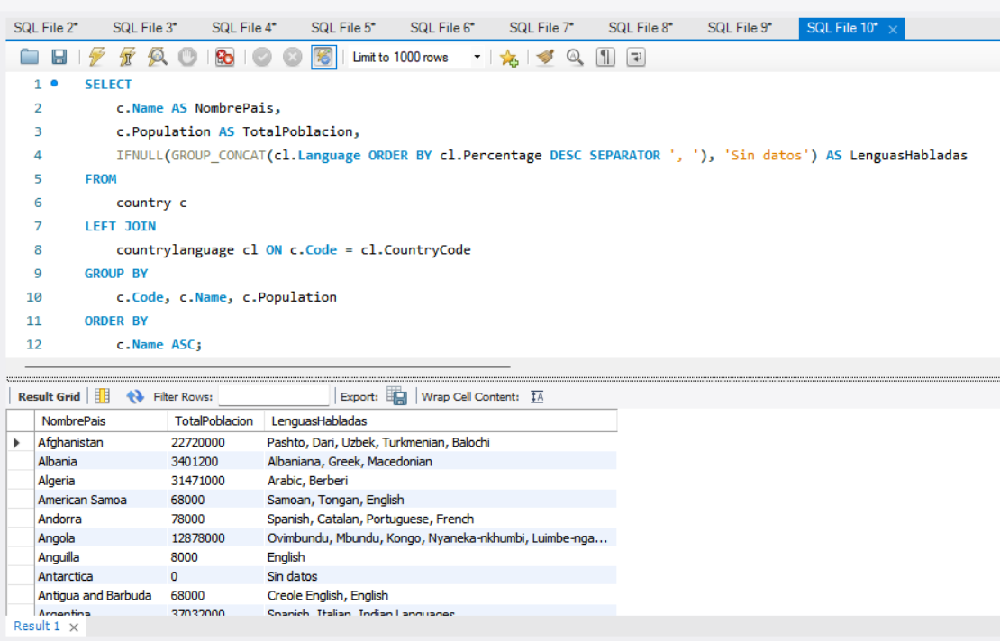 SQL File 2* SQL File 3* SQL File 4* SQL File 5* SQL File 6* SQL File 7* SQL File 8* SQL File 9* SQL File 10*
Limit to 1000 rows
1 SELECT
2 c.Name AS NombrePais,
3 c.Population AS TotalPoblacion,
4 IFNULL(GROUP_CONCAT(cl.Language ORDER BY cl.Percentage DESC SEPARATOR ', '), 'Sin datos') AS LenguasHabladas
5 FROM
6 country c
7 LEFT JOIN
8 countrylanguage cl ON c.Code = cl.CountryCode
9 GROUP BY
10 c.Code, c.Name, c.Population
11 ORDER BY
12 c.Name ASC;
Result Grid Filter Rows: Export: Wrap Cell Content: IA
NombrePais TotalPoblacion LenguasHabladas
Afghanistan 22720000 Pashto, Dari, Uzbek, Turkmenian, Balochi
Albania 3401200 Albaniana, Greek, Macedonian
Algeria 31471000 Arabic, Berberi
American Samoa 68000 Samoan, Tongan, English
Andorra 78000 Spanish, Catalan, Portuguese, French
Angola 12878000 Ovimbundu, Mbundu, Kongo, Nyaneka-nkhumbi, Luimbe-nga...
Anguilla 8000 English
Antarctica 0 Sin datos
Antigua and Barbuda 68000 Creole English, English
Argentina 37032000 Spanish, Italian, Indian Languages
Result 1